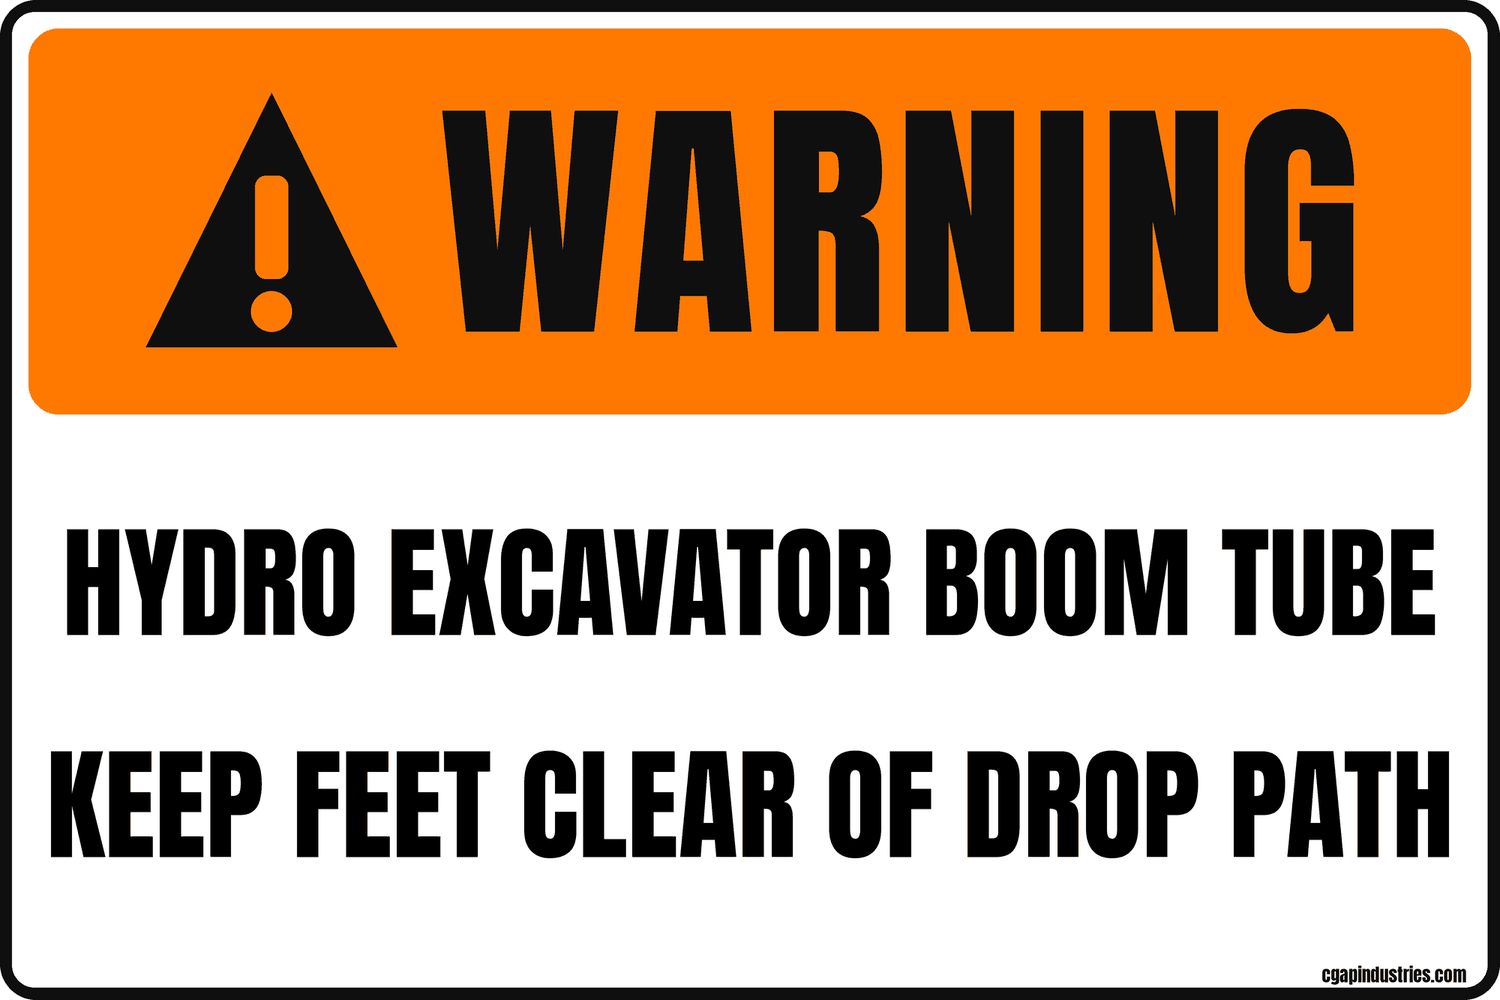 WARNING
HYDRO EXCAVATOR BOOM TUBE
KEEP FEET CLEAR OF DROP PATH
cgapindustries.com